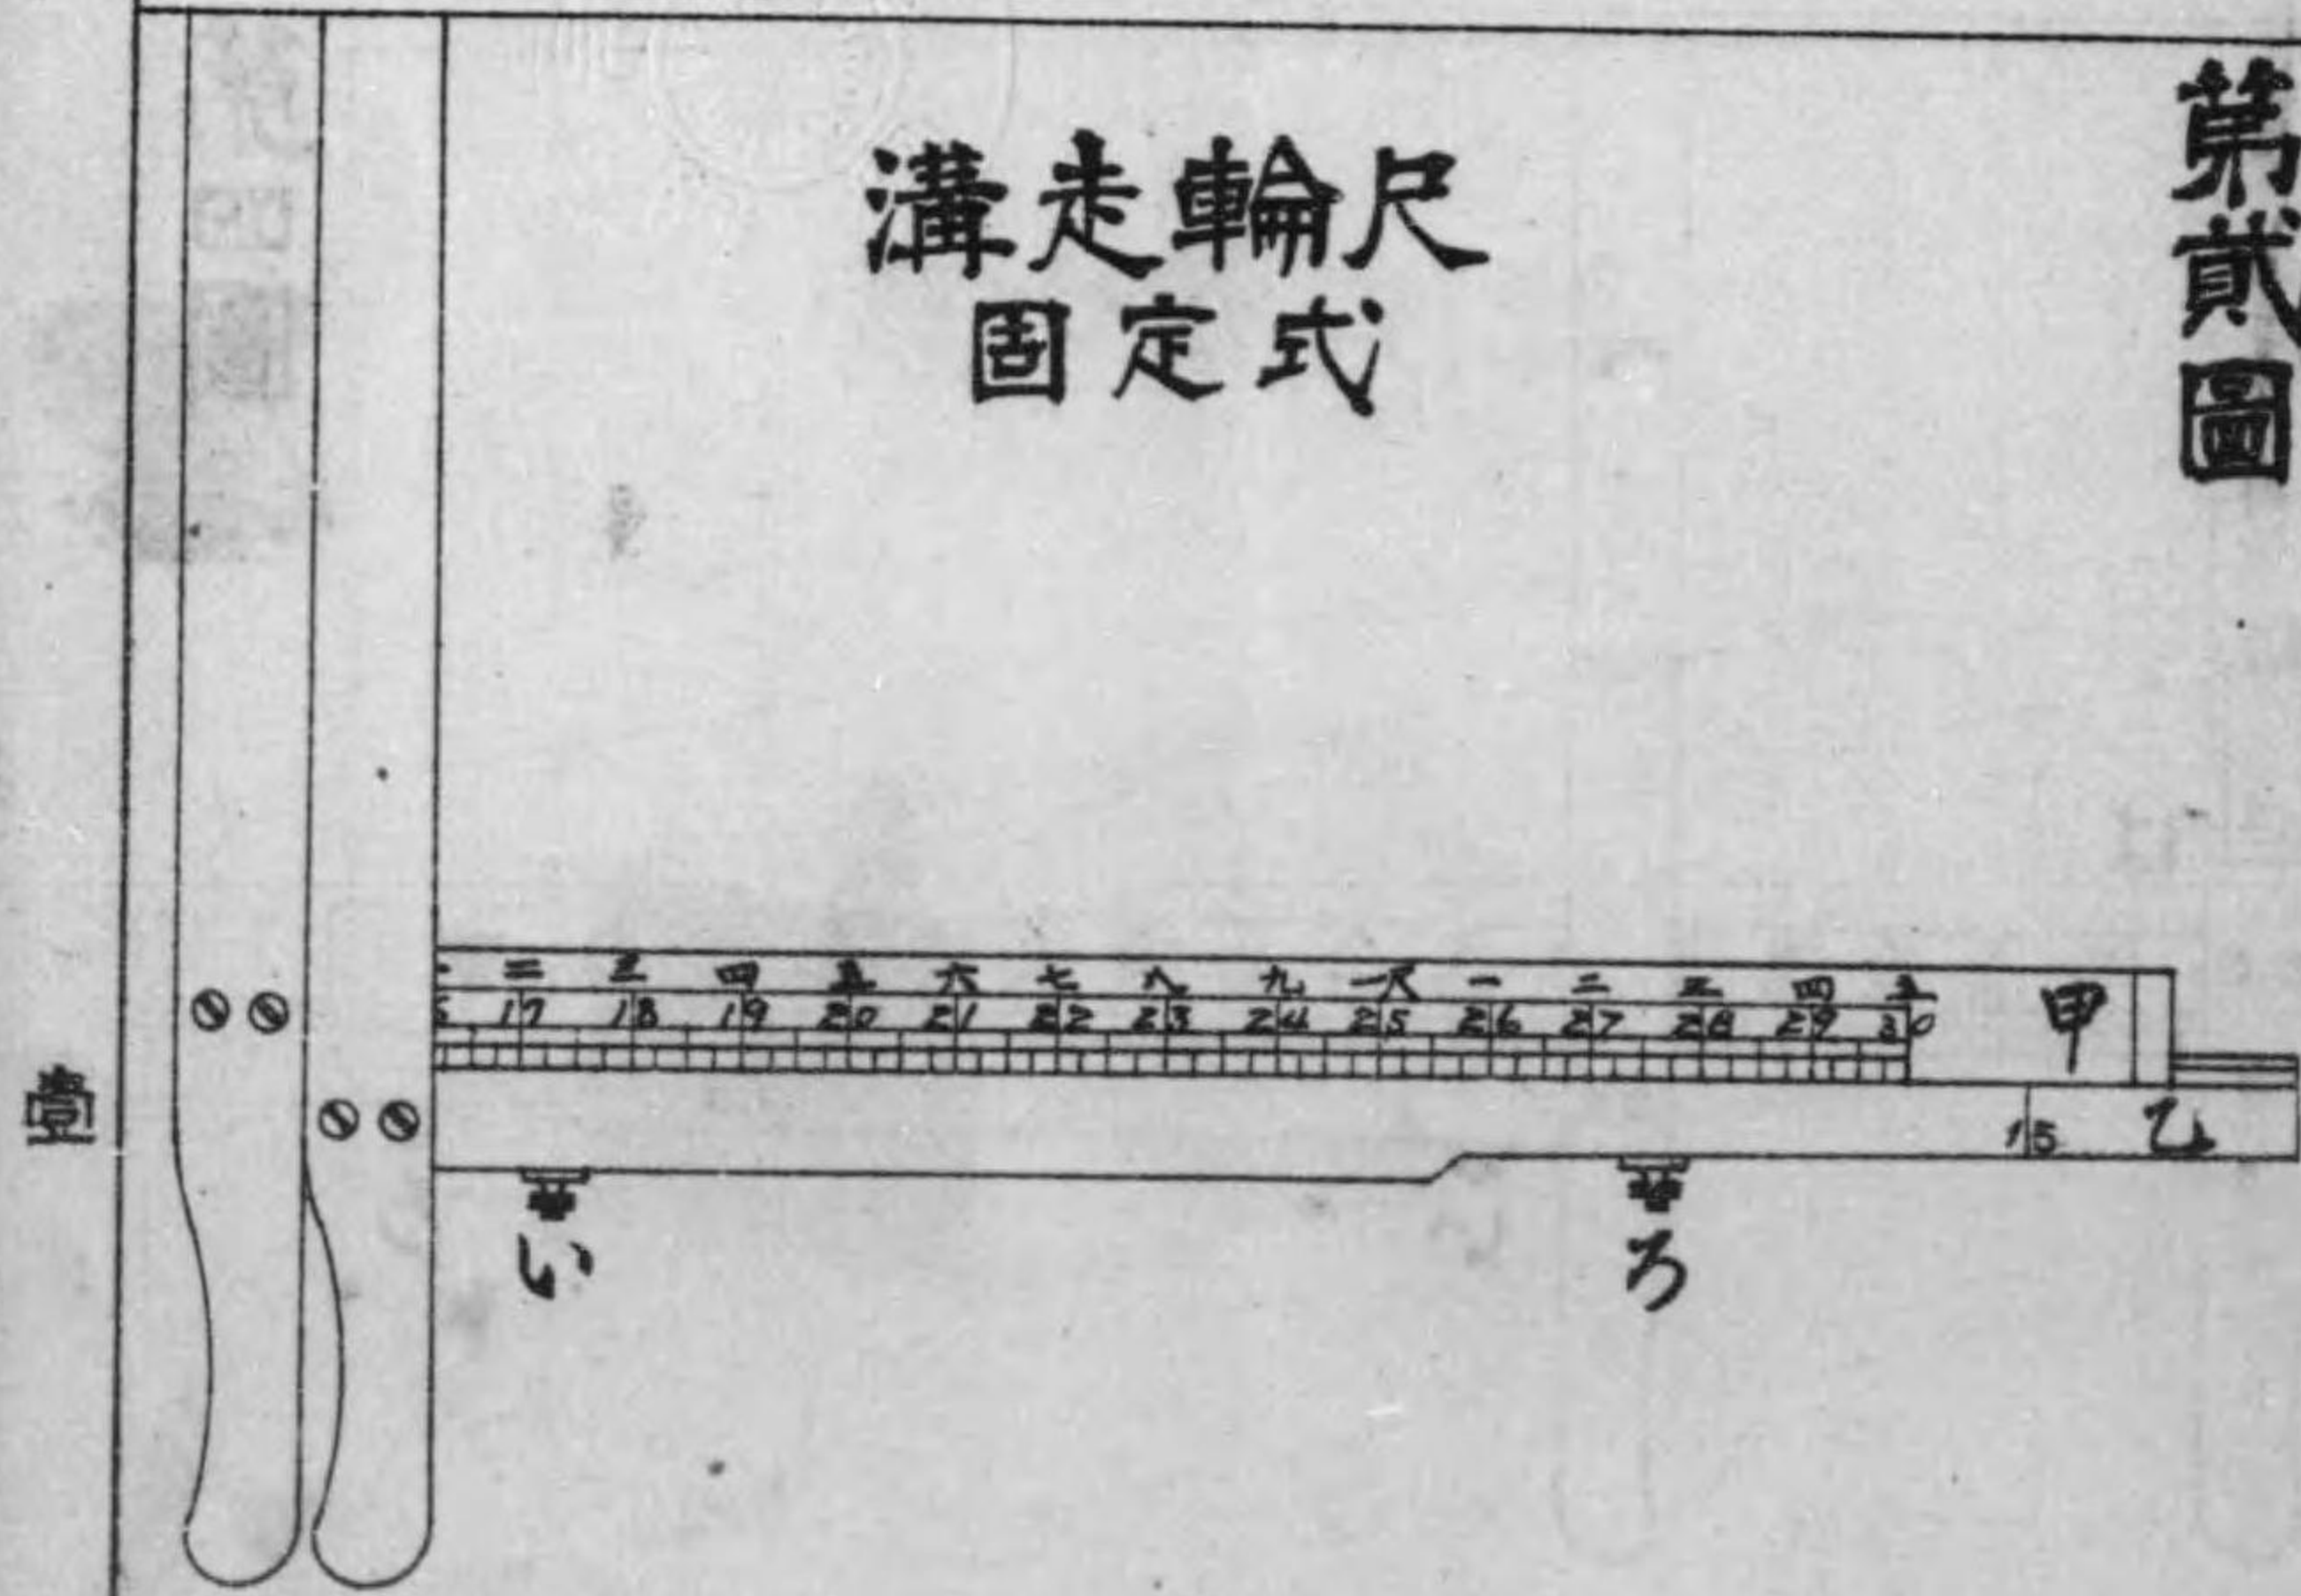 第貳圖
溝走輪尺
固定式
二 三 四 五 六 七 八 九 一尺 一 二 三 四 五
17 18 19 20 21 22 23 24 25 26 27 28 29 30
甲
15 乙
い
ろ
壹